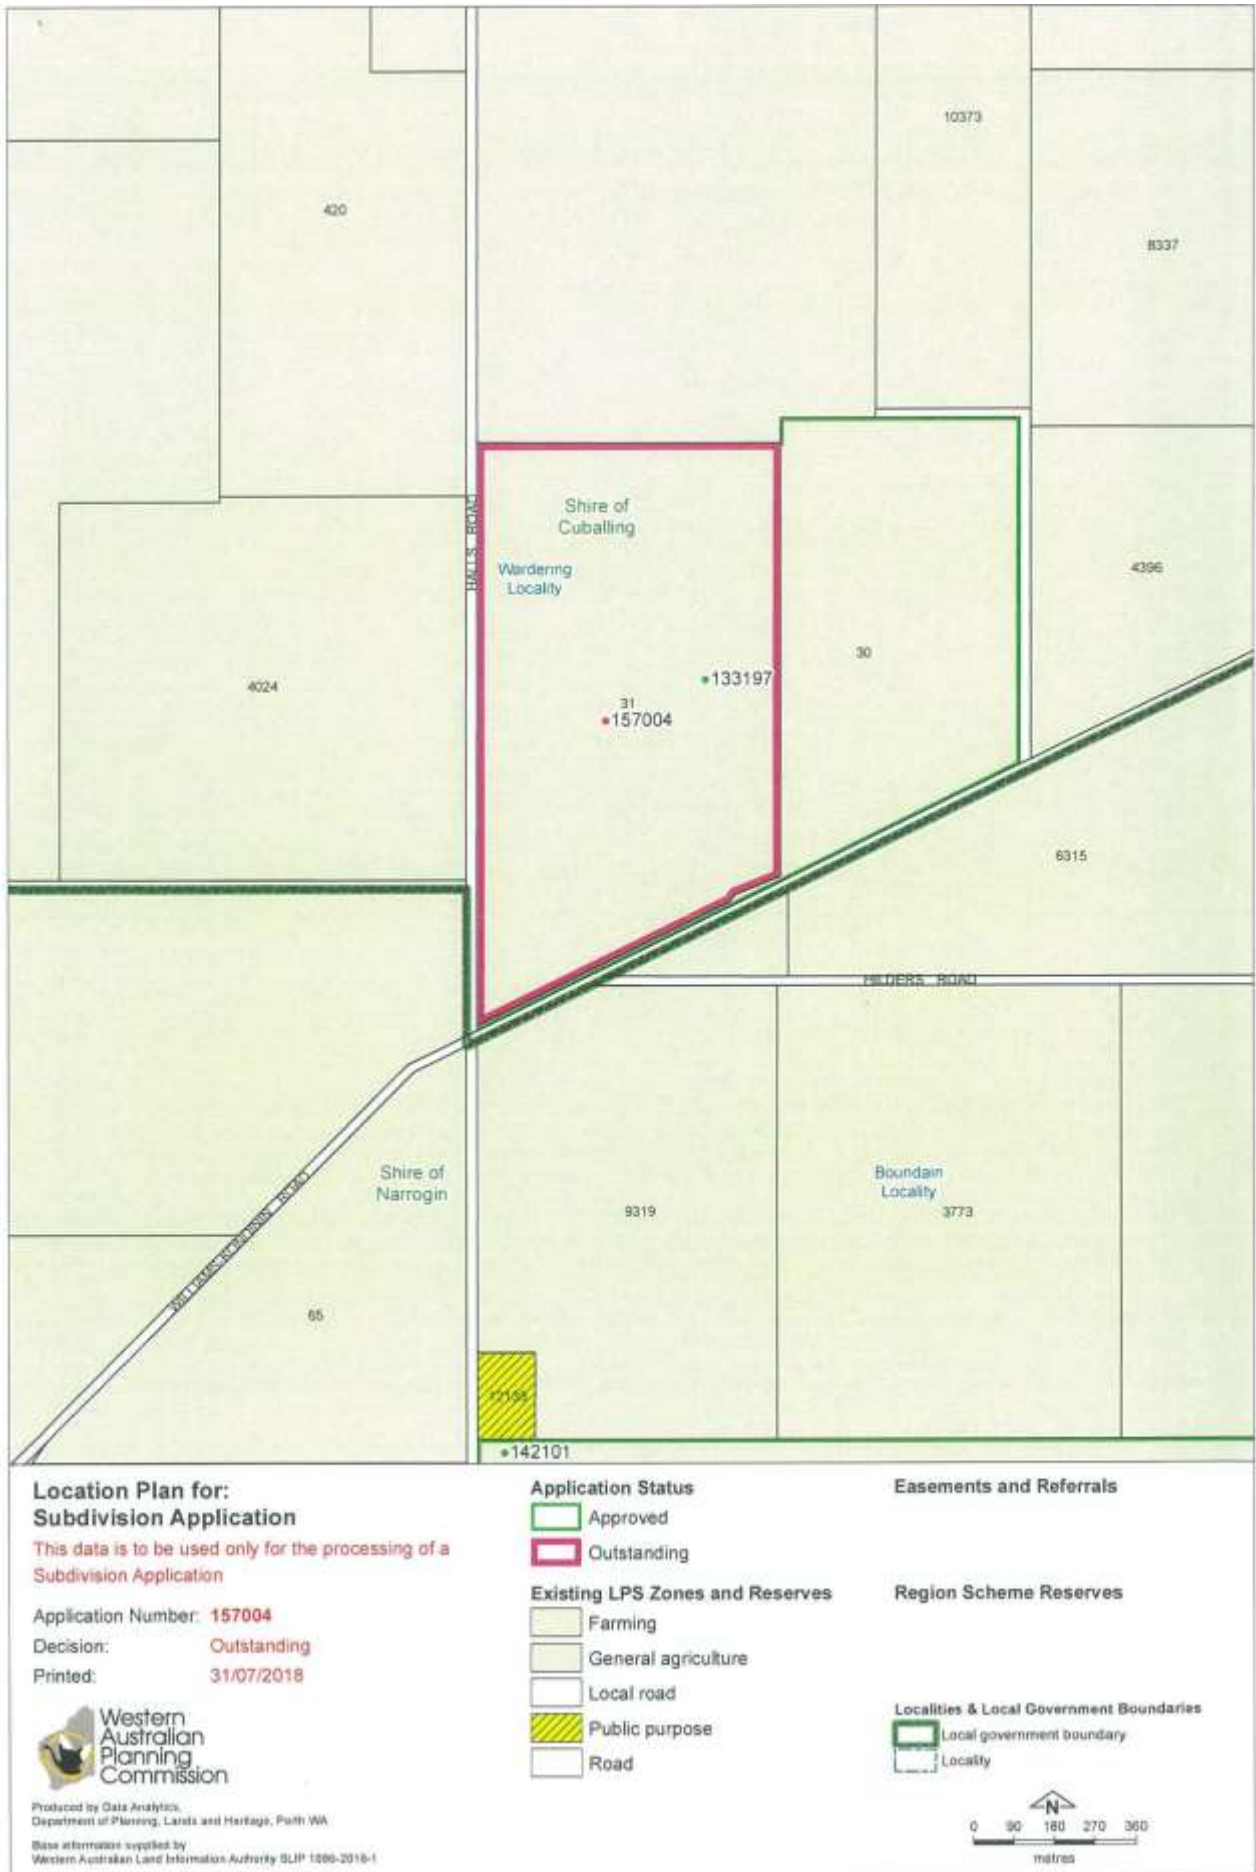 10373
420
8337
Shire of
Cuballing
HALLS ROAD
Wardering
Locality
4396
30
133197
4024
31
157004
6315
HILDERS ROAD
Shire of
Narrogin
Boundain
Locality
9319
3773
ROAD
65
142101
Location Plan for:
Subdivision Application
This data is to be used only for the processing of a
Subdivision Application
Application Number: 157004
Decision: Outstanding
Printed: 31/07/2018
Western
Australian
Planning
Commission
Produced by Data Analytics,
Department of Planning, Lands and Heritage, Perth WA
Base information supplied by
Western Australian Land Information Authority SLIP 1096-2018-1
Application Status
Approved
Outstanding
Existing LPS Zones and Reserves
Farming
General agriculture
Local road
Public purpose
Road
Easements and Referrals
Region Scheme Reserves
Localities & Local Government Boundaries
Local government boundary
Locality
N
0 90 180 270 360
metres